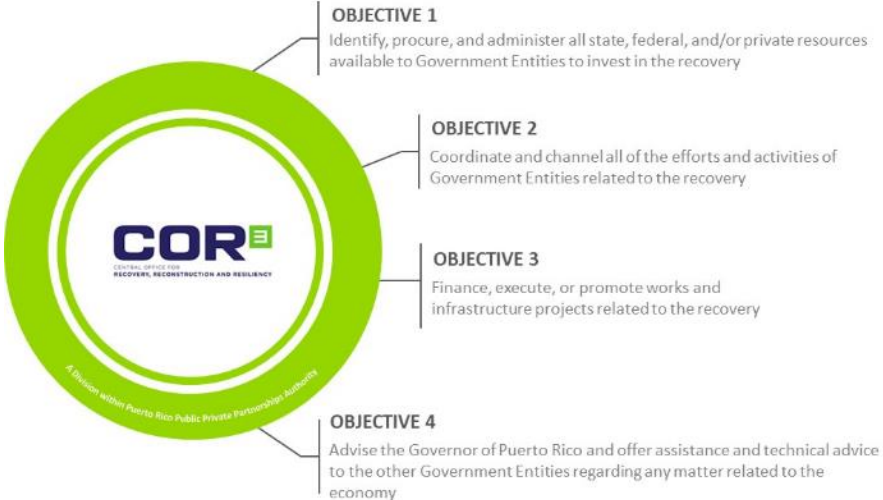 OBJECTIVE 1
Identify, procure, and administer all state, federal, and/or private resources
available to Government Entities to invest in the recovery
OBJECTIVE 2
Coordinate and channel all of the efforts and activities of
Government Entities related to the recovery
COR3
CENTRAL OFFICE FOR
RECOVERY, RECONSTRUCTION AND RESILIENCY
OBJECTIVE 3
Finance, execute, or promote works and
infrastructure projects related to the recovery
A Division within Puerto Rico Public Private Partnerships Authority
OBJECTIVE 4
Advise the Governor of Puerto Rico and offer assistance and technical advice
to the other Government Entities regarding any matter related to the
economy